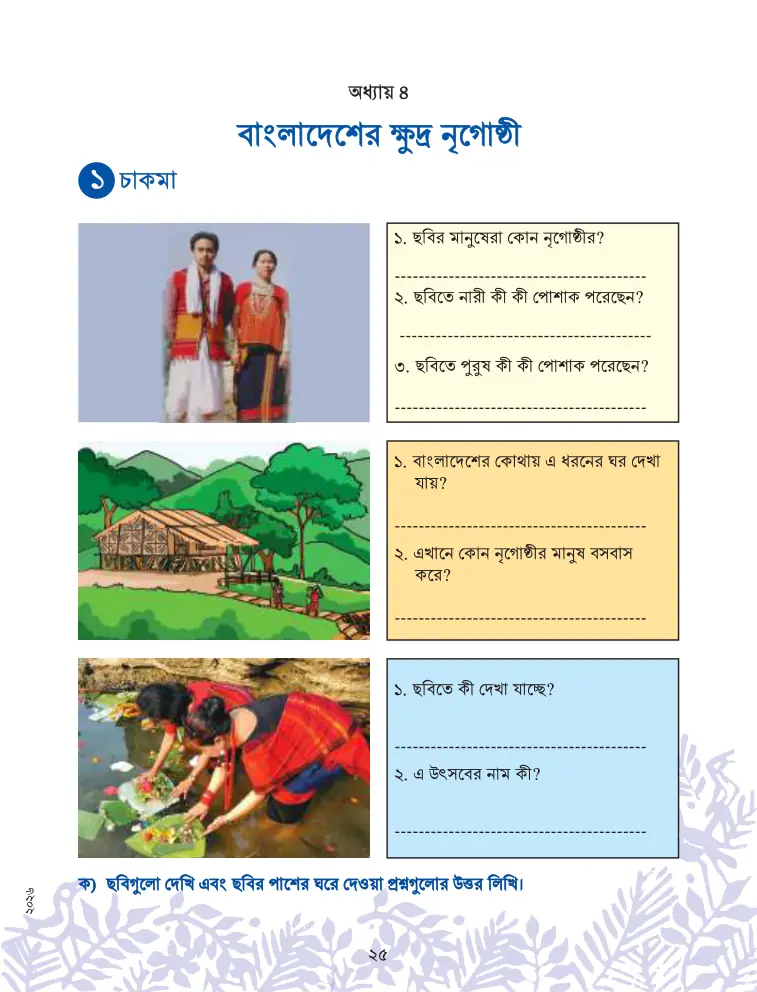 অধ্যায় ৪
বাংলাদেশের ক্ষুদ্র নৃগোষ্ঠী
১ চাকমা
১. ছবির মানুষেরা কোন নৃগোষ্ঠীর?
------------------------------------------
২. ছবিতে নারী কী কী পোশাক পরেছেন?
------------------------------------------
৩. ছবিতে পুরুষ কী কী পোশাক পরেছেন?
------------------------------------------
১. বাংলাদেশের কোথায় এ ধরনের ঘর দেখা
যায়?
------------------------------------------
২. এখানে কোন নৃগোষ্ঠীর মানুষ বসবাস
করে?
------------------------------------------
১. ছবিতে কী দেখা যাচ্ছে?
------------------------------------------
২. এ উৎসবের নাম কী?
------------------------------------------
ক) ছবিগুলো দেখি এবং ছবির পাশের ঘরে দেওয়া প্রশ্নগুলোর উত্তর লিখি।
২০২৬
২৫